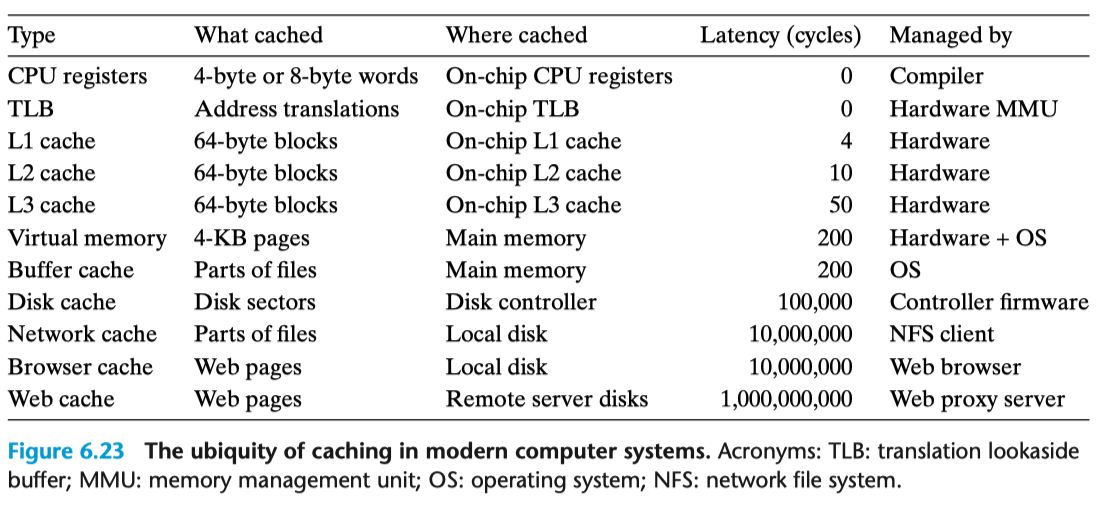 Type What cached Where cached Latency (cycles) Managed by
CPU registers 4-byte or 8-byte words On-chip CPU registers 0 Compiler
TLB Address translations On-chip TLB 0 Hardware MMU
L1 cache 64-byte blocks On-chip L1 cache 4 Hardware
L2 cache 64-byte blocks On-chip L2 cache 10 Hardware
L3 cache 64-byte blocks On-chip L3 cache 50 Hardware
Virtual memory 4-KB pages Main memory 200 Hardware + OS
Buffer cache Parts of files Main memory 200 OS
Disk cache Disk sectors Disk controller 100,000 Controller firmware
Network cache Parts of files Local disk 10,000,000 NFS client
Browser cache Web pages Local disk 10,000,000 Web browser
Web cache Web pages Remote server disks 1,000,000,000 Web proxy server
Figure 6.23 The ubiquity of caching in modern computer systems. Acronyms: TLB: translation lookaside
buffer; MMU: memory management unit; OS: operating system; NFS: network file system.